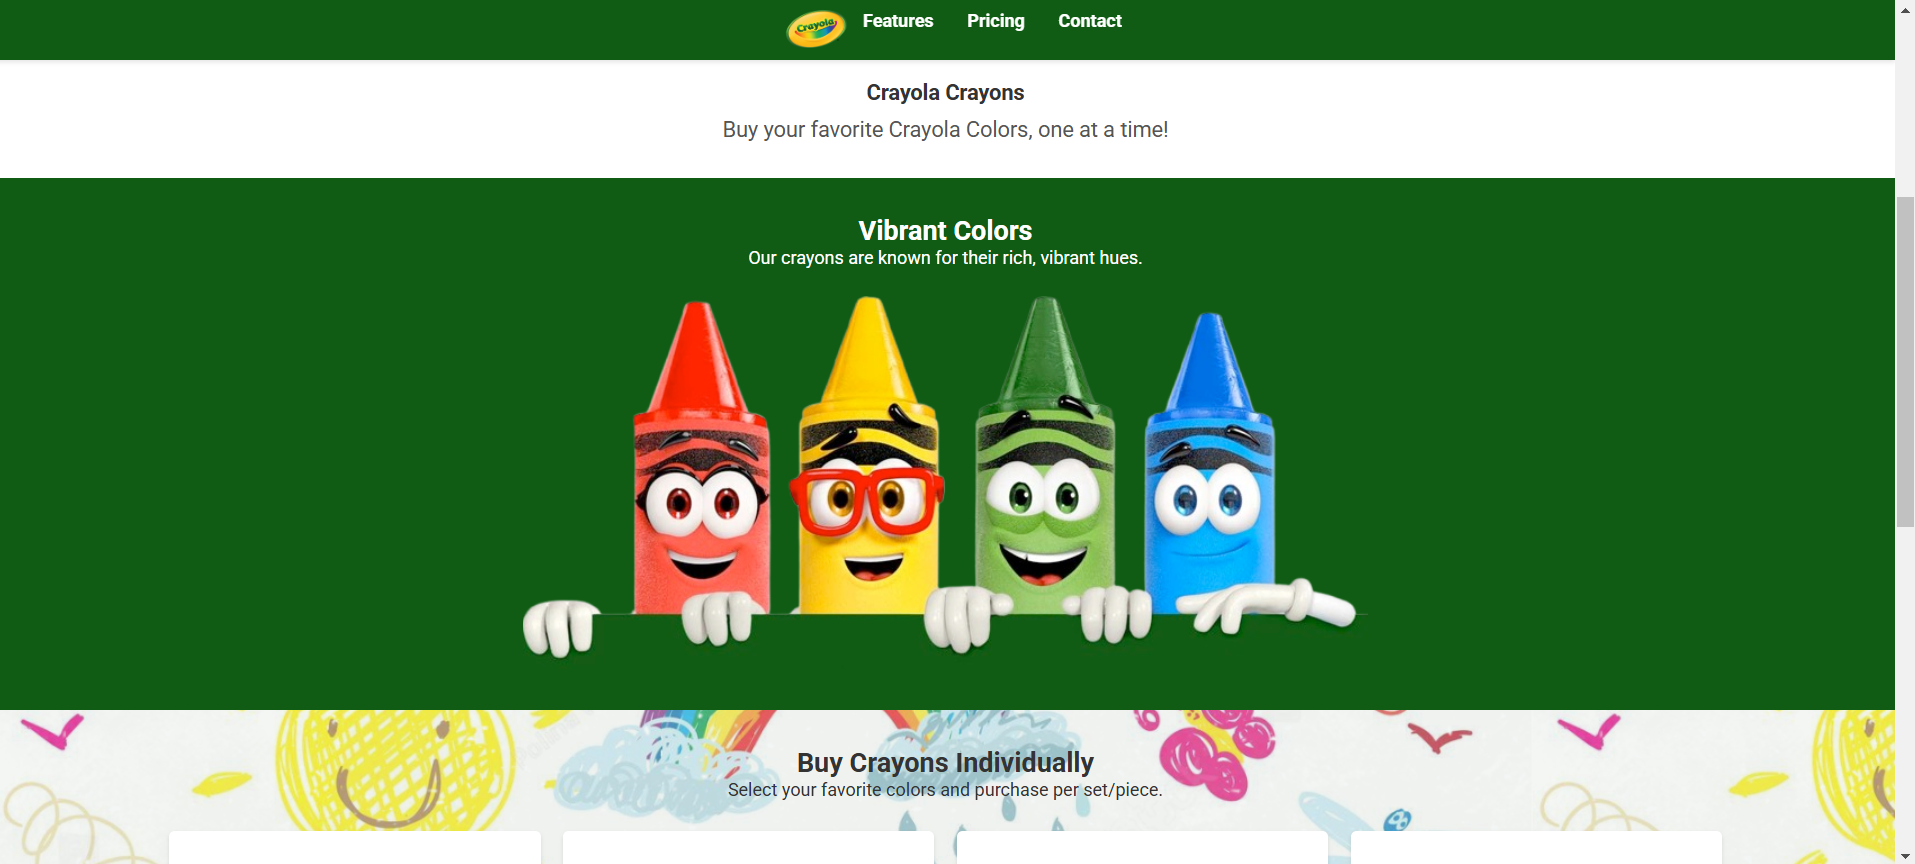 Crayola
Features
Pricing
Contact
Crayola Crayons
Buy your favorite Crayola Colors, one at a time!
Vibrant Colors
Our crayons are known for their rich, vibrant hues.
Buy Crayons Individually
Select your favorite colors and purchase per set/piece.